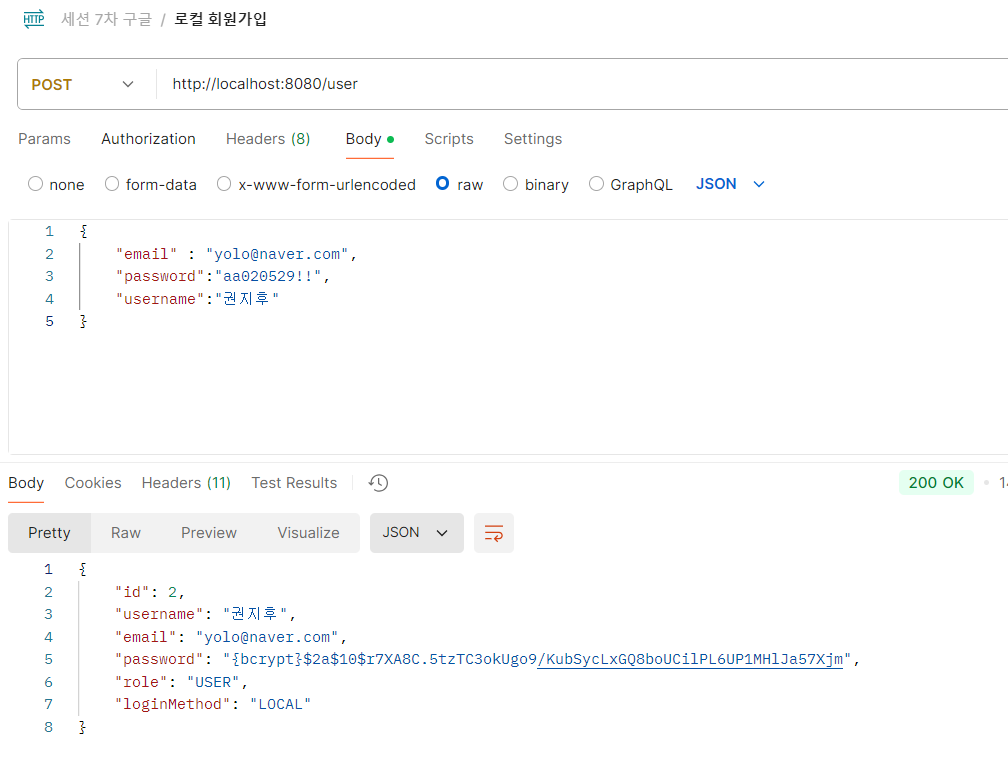 HTTP 세션 7차 구글 / 로컬 회원가입
POST http://localhost:8080/user
Params Authorization Headers (8) Body Scripts Settings
none form-data x-www-form-urlencoded raw binary GraphQL JSON
1 {
2 "email" : "yolo@naver.com",
3 "password":"aa020529!!",
4 "username":"권지후"
5 }
Body Cookies Headers (11) Test Results 200 OK
Pretty Raw Preview Visualize JSON
1 {
2 "id": 2,
3 "username": "권지후",
4 "email": "yolo@naver.com",
5 "password": "{bcrypt}$2a$10$r7XA8C.5tzTC3okUgo9/KubSycLxGQ8boUCilPL6UP1MHlJa57Xjm",
6 "role": "USER",
7 "loginMethod": "LOCAL"
8 }